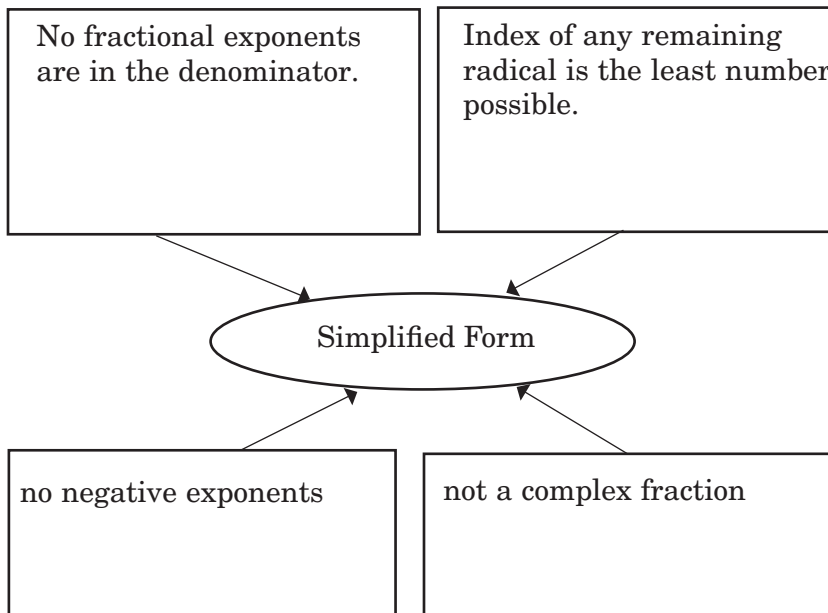 No fractional exponents
are in the denominator.
Index of any remaining
radical is the least number
possible.
Simplified Form
no negative exponents
not a complex fraction